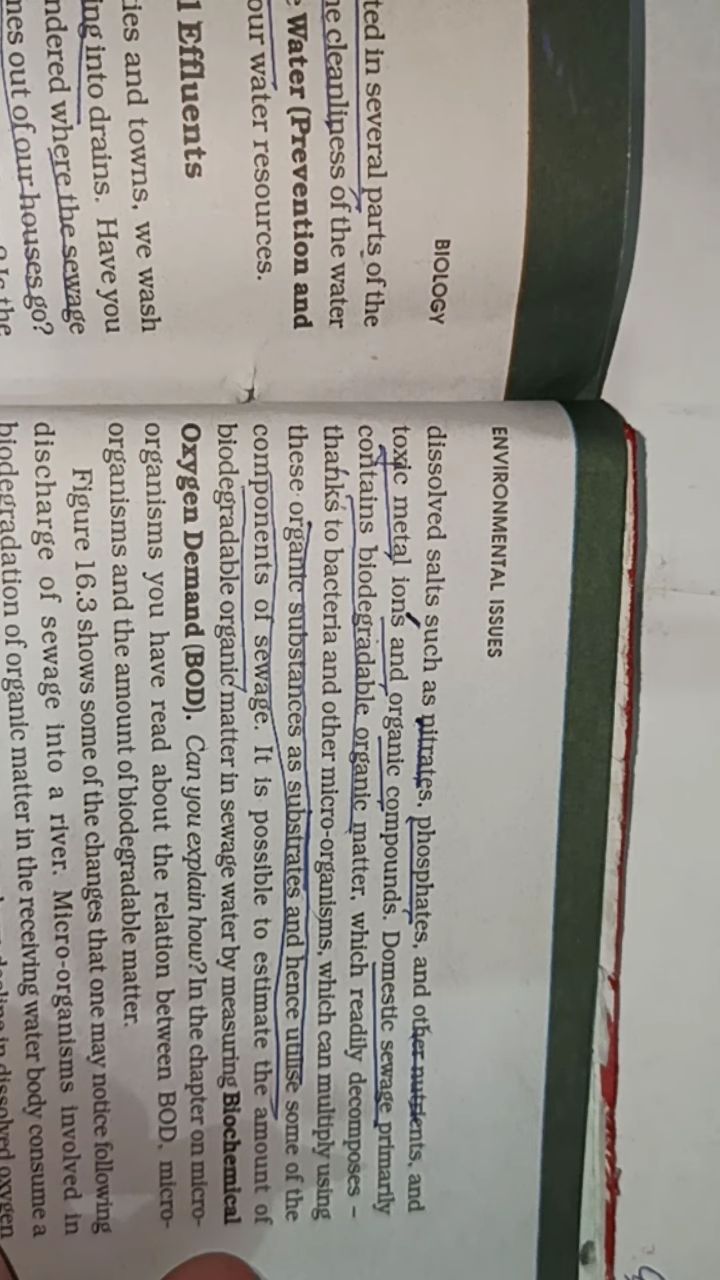 BIOLOGY
ted in several parts of the
he cleanliness of the water
e Water (Prevention and
our water resources.
l Effluents
ies and towns, we wash
ing into drains. Have you
ndered where the sewage
mes out of our houses go?
the
ENVIRONMENTAL ISSUES
dissolved salts such as nitrates, phosphates, and other nutrients, and
toxic metal ions and organic compounds. Domestic sewage primarily
contains biodegradable organic matter, which readily decomposes –
thanks to bacteria and other micro-organisms, which can multiply using
these organic substances as substrates and hence utilise some of the
components of sewage. It is possible to estimate the amount of
biodegradable organic matter in sewage water by measuring Biochemical
Oxygen Demand (BOD). Can you explain how? In the chapter on micro-
organisms you have read about the relation between BOD, micro-
organisms and the amount of biodegradable matter.
Figure 16.3 shows some of the changes that one may notice following
discharge of sewage into a river. Micro-organisms involved in
biodegradation of organic matter in the receiving water body consume a
in dissolved oxygen